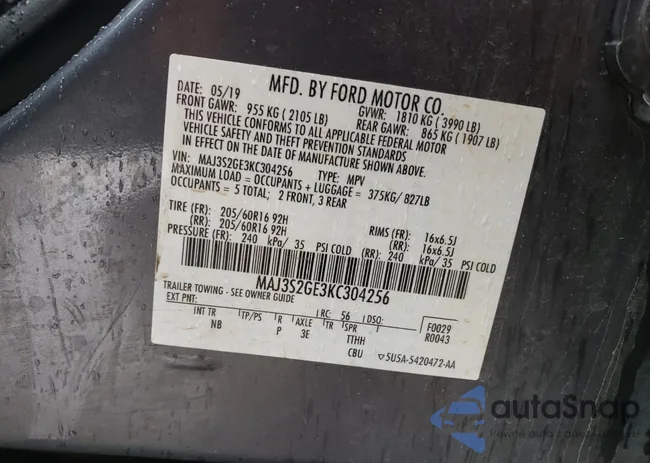 MFD. BY FORD MOTOR CO.
DATE: 05/19 GVWR: 1810 KG (3990 LB)
FRONT GAWR: 955 KG (2105 LB) REAR GAWR: 865 KG (1907 LB)
THIS VEHICLE CONFORMS TO ALL APPLICABLE FEDERAL MOTOR
VEHICLE SAFETY AND THEFT PREVENTION STANDARDS
IN EFFECT ON THE DATE OF MANUFACTURE SHOWN ABOVE.
VIN: MAJ3S2GE3KC304256 TYPE: MPV
MAXIMUM LOAD = OCCUPANTS + LUGGAGE = 375KG/ 827LB
OCCUPANTS = 5 TOTAL; 2 FRONT, 3 REAR
TIRE (FR): 205/60R16 92H RIMS (FR): 16x6.5J
(RR): 205/60R16 92H (RR): 16x6.5J
PRESSURE (FR): 240 kPa/ 35 PSI COLD (RR): 240 kPa/ 35 PSI COLD
MAJ3S2GE3KC304256
TRAILER TOWING - SEE OWNER GUIDE
EXT PNT: RC: 56 DSO: F0029
INT TR TP/PS R AXLE TR SPR R0043
NB P 3E TTHH
CBU 5U5A-5420472-AA
autoSnap
Pewne auta z aukcji